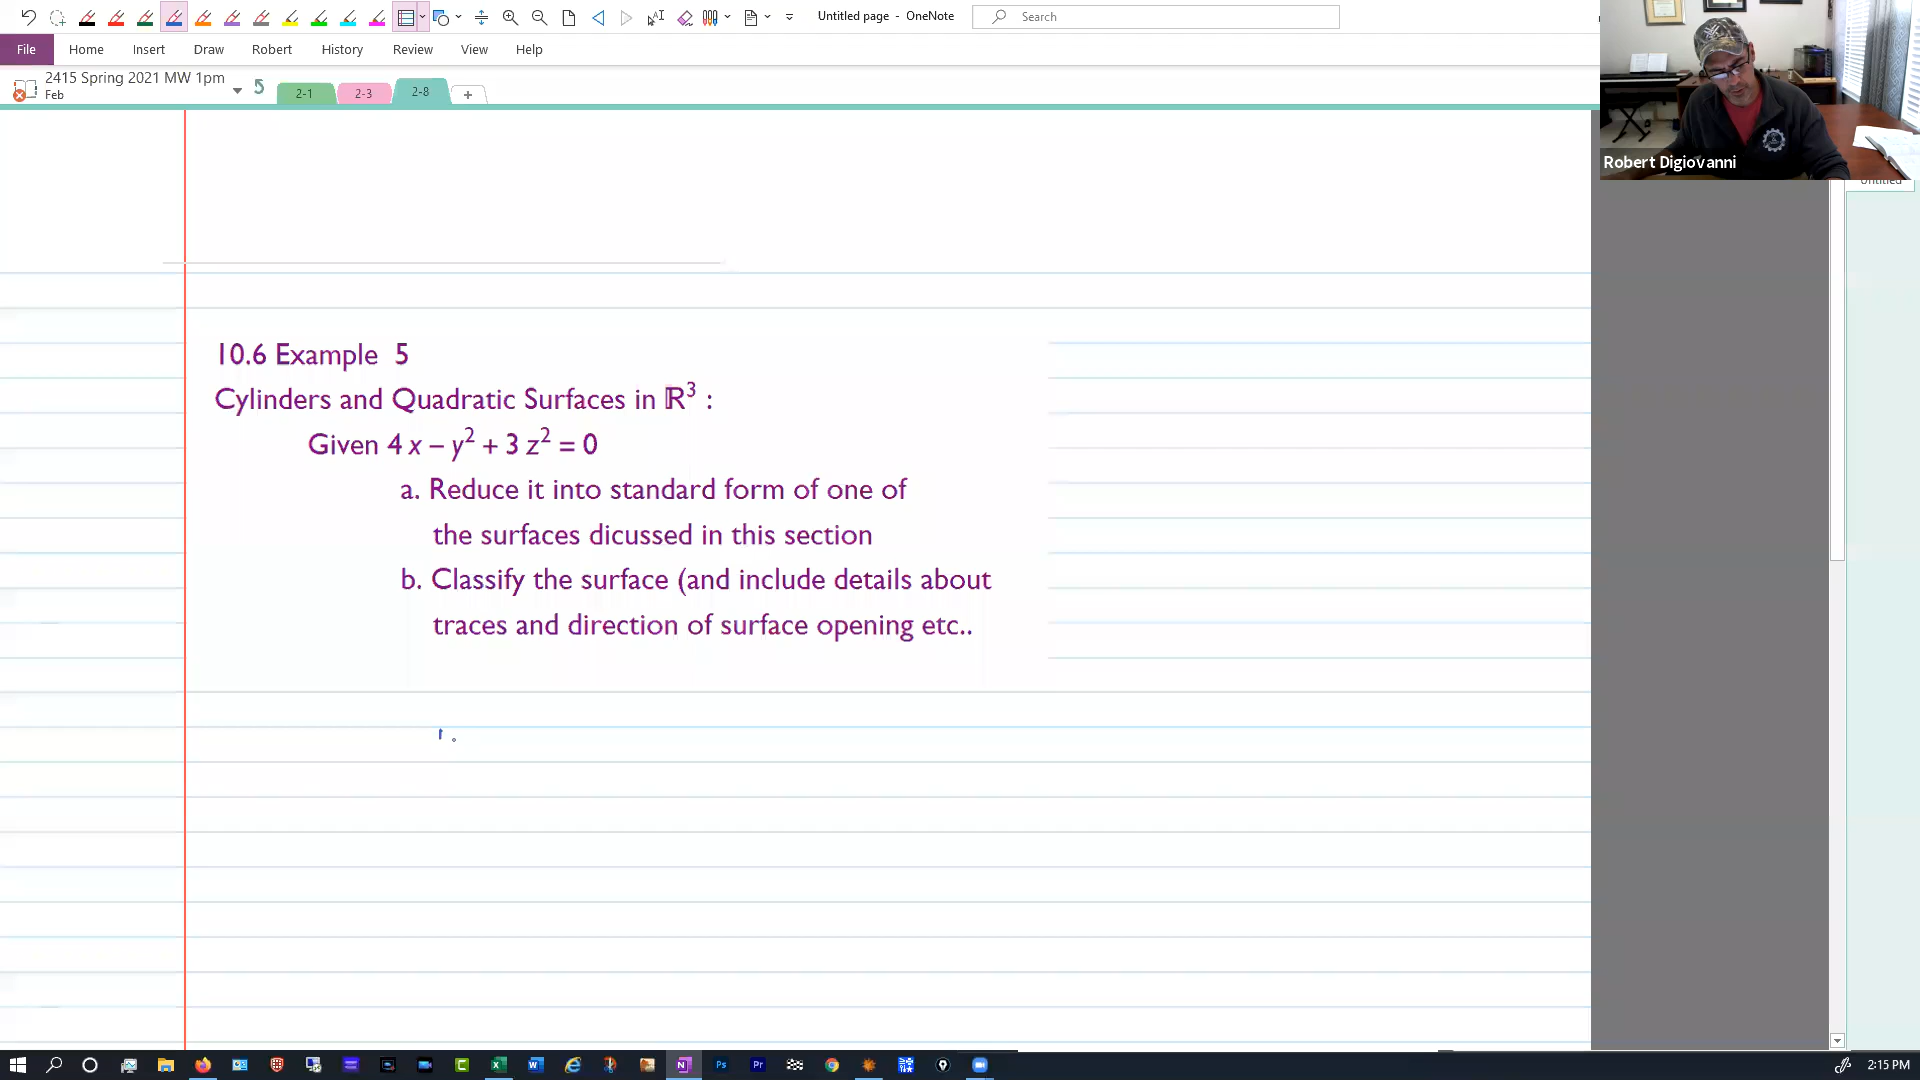 Untitled page - OneNote
Search
File Home Insert Draw Robert History Review View Help
2415 Spring 2021 MW 1pm
Feb
2-1 2-3 2-8
Robert Digiovanni
Untitled
10.6 Example 5
Cylinders and Quadratic Surfaces in ℝ³ :
Given 4 x – y² + 3 z² = 0
a. Reduce it into standard form of one of
the surfaces dicussed in this section
b. Classify the surface (and include details about
traces and direction of surface opening etc..
2:15 PM